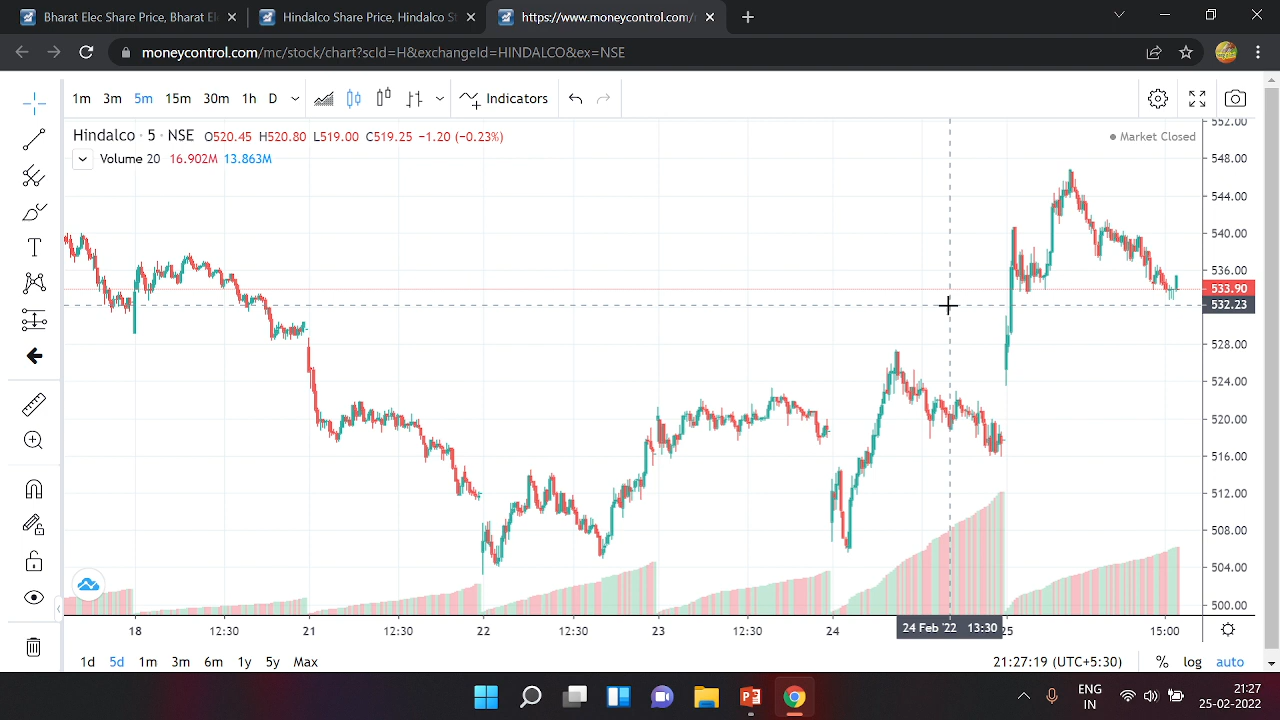 Bharat Elec Share Price, Bharat El
Hindalco Share Price, Hindalco St
https://www.moneycontrol.com/
moneycontrol.com/mc/stock/chart?scId=H&exchangeId=HINDALCO&ex=NSE
1m 3m 5m 15m 30m 1h D Indicators
Hindalco · 5 · NSE O520.45 H520.80 L519.00 C519.25 −1.20 (−0.23%)
Market Closed
Volume 20 16.902M 13.863M
552.00
548.00
544.00
540.00
536.00
533.90
532.23
528.00
524.00
520.00
516.00
512.00
508.00
504.00
500.00
18 12:30 21 12:30 22 12:30 23 12:30 24 24 Feb '22 13:30 25 15:00
1d 5d 1m 3m 6m 1y 5y Max 21:27:19 (UTC+5:30) % log auto
ENG
IN
21:27
25-02-2022